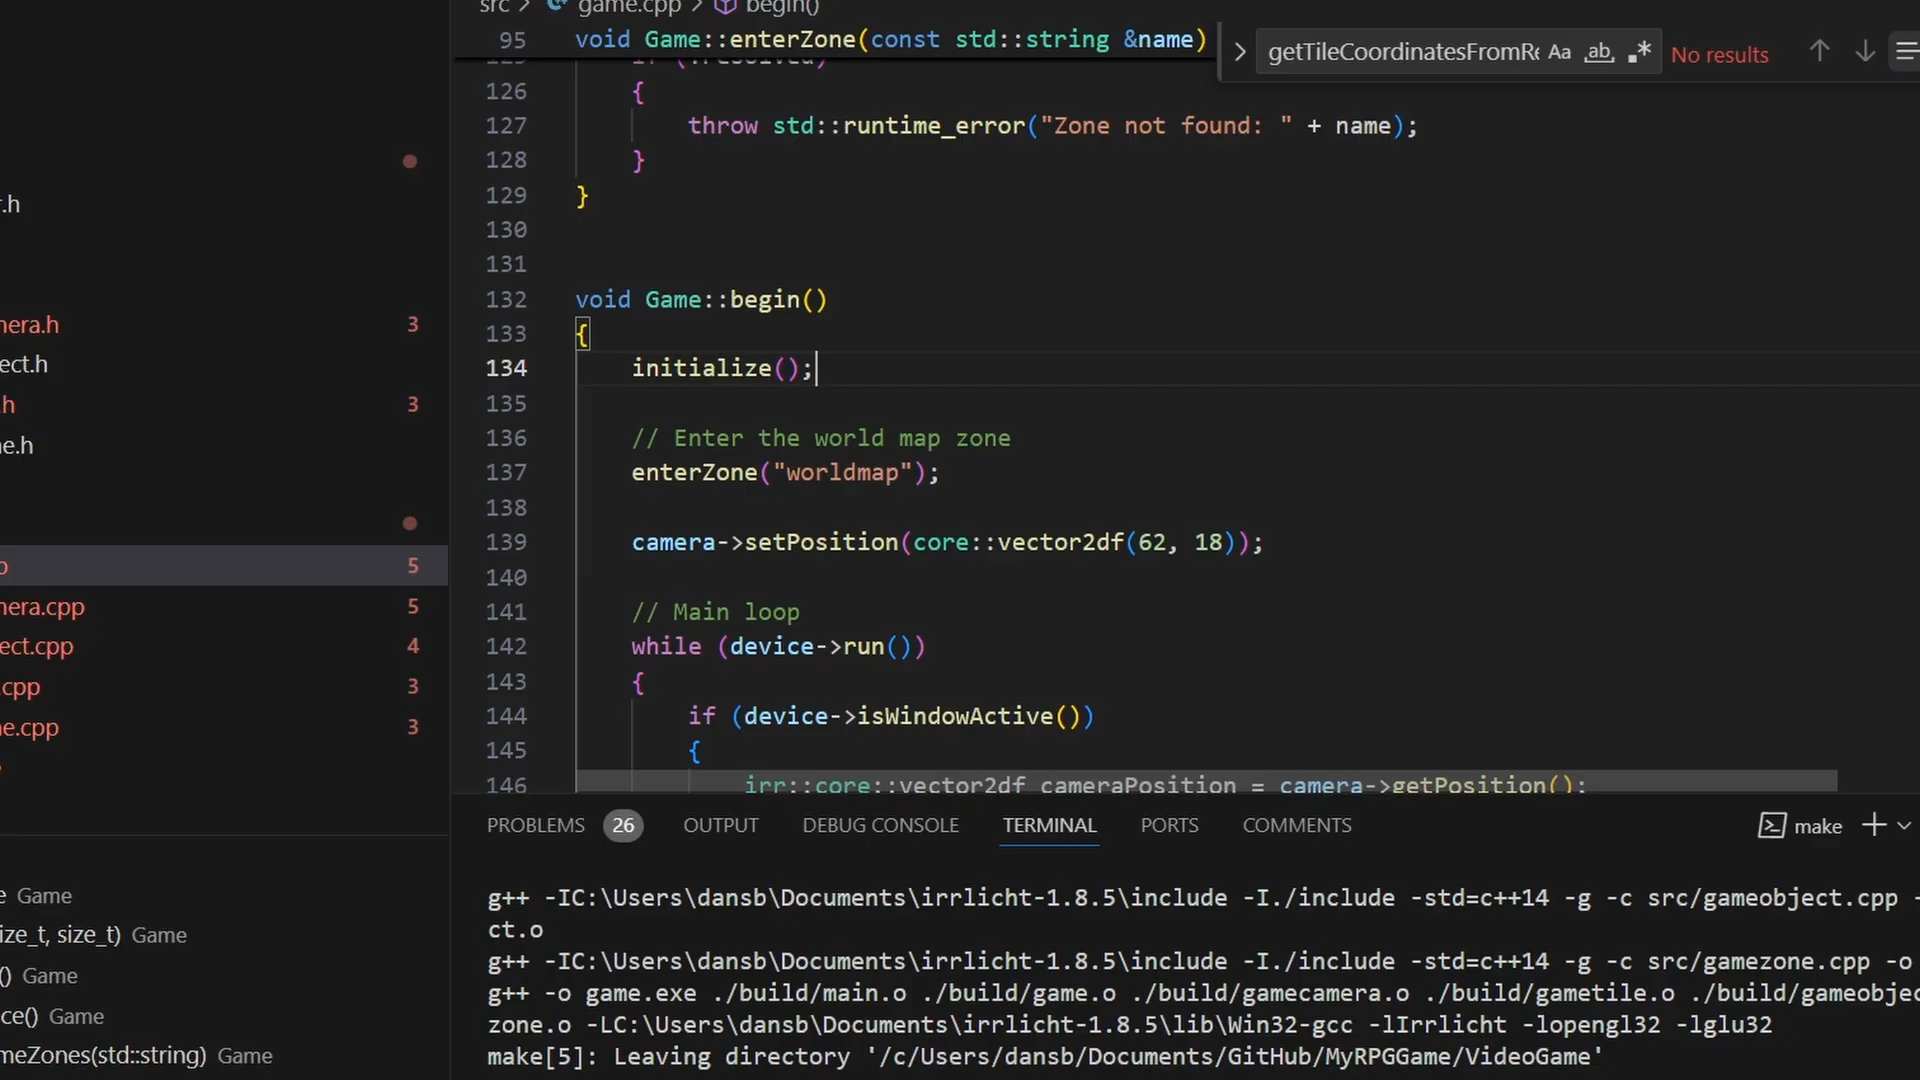 src > game.cpp > begin()
95 void Game::enterZone(const std::string &name)
getTileCoordinatesFromRe Aa ab .* No results
126 {
127 throw std::runtime_error("Zone not found: " + name);
128 }
129 }
130
131
132 void Game::begin()
133 {
134 initialize();
135
136 // Enter the world map zone
137 enterZone("worldmap");
138
139 camera->setPosition(core::vector2df(62, 18));
140
141 // Main loop
142 while (device->run())
143 {
144 if (device->isWindowActive())
145 {
146 irr::core::vector2df cameraPosition = camera->getPosition();
r.h
nera.h 3
ect.h
.h 3
ne.h
5
nera.cpp 5
ect.cpp 4
.cpp 3
ne.cpp 3
e Game
ize_t, size_t) Game
() Game
ce() Game
meZones(std::string) Game
PROBLEMS 26 OUTPUT DEBUG CONSOLE TERMINAL PORTS COMMENTS make
g++ -IC:\Users\dansb\Documents\irrlicht-1.8.5\include -I./include -std=c++14 -g -c src/gameobject.cpp -
ct.o
g++ -IC:\Users\dansb\Documents\irrlicht-1.8.5\include -I./include -std=c++14 -g -c src/gamezone.cpp -o
g++ -o game.exe ./build/main.o ./build/game.o ./build/gamecamera.o ./build/gametile.o ./build/gameobjec
zone.o -LC:\Users\dansb\Documents\irrlicht-1.8.5\lib\Win32-gcc -lIrrlicht -lopengl32 -lglu32
make[5]: Leaving directory '/c/Users/dansb/Documents/GitHub/MyRPGGame/VideoGame'